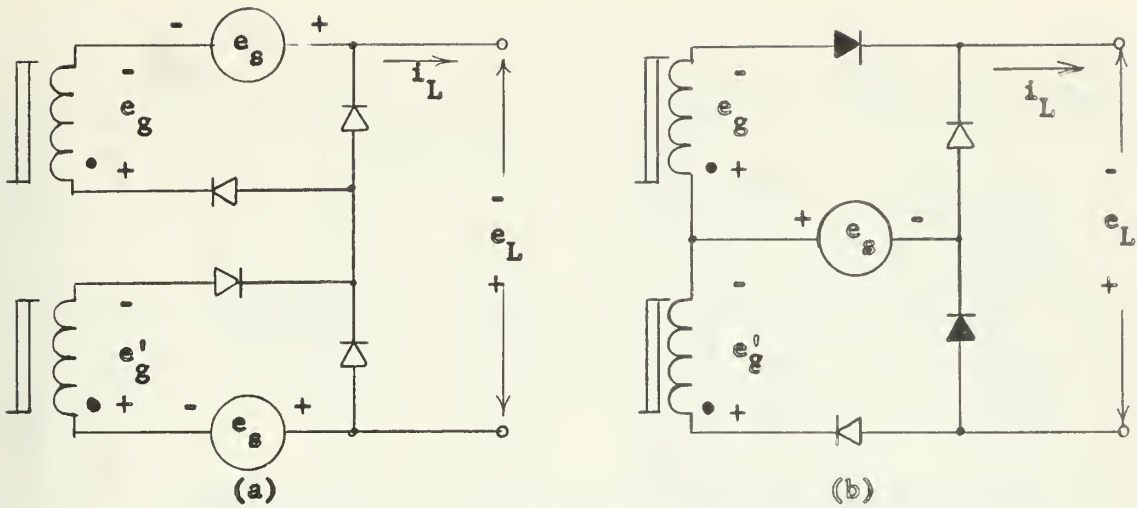 - e_s +
- e_g +
i_L
- e_L +
- e'_g +
- e_s +
(a)
- e_g +
i_L
+ e_s -
- e_L +
- e'_g +
(b)